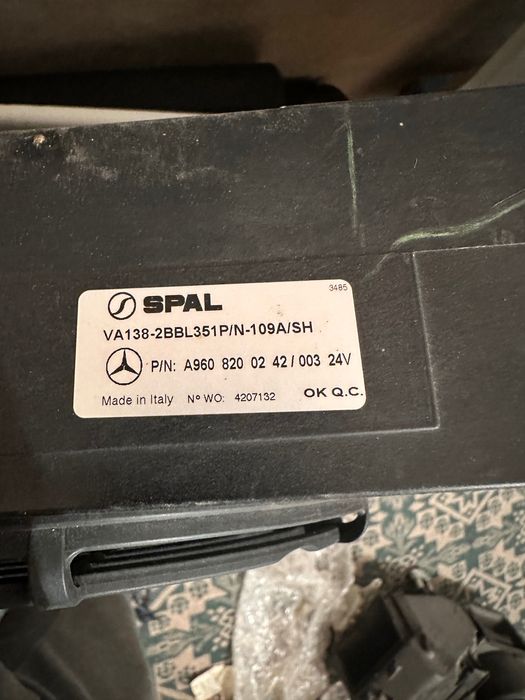 3485
SPAL
VA138-2BBL351P/N-109A/SH
P/N: A960 820 02 42 / 003 24V
Made in Italy Nº WO: 4207132 OK Q.C.